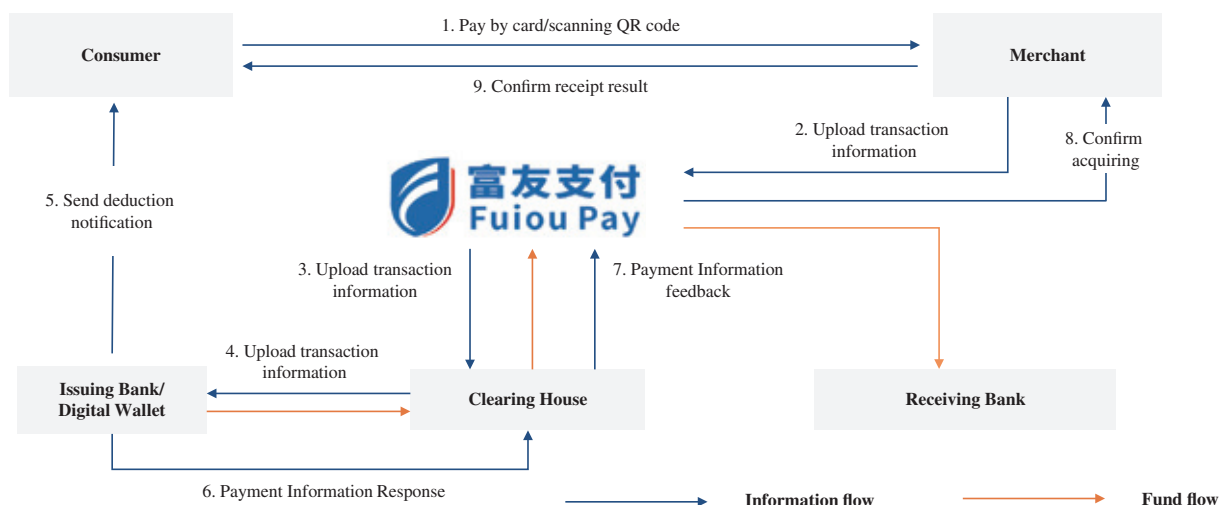 1. Pay by card/scanning QR code
Consumer
Merchant
9. Confirm receipt result
2. Upload transaction
information
8. Confirm
acquiring
富友支付
Fuiou Pay
5. Send deduction
notification
3. Upload transaction
information
7. Payment Information
feedback
4. Upload transaction
information
Issuing Bank/
Digital Wallet
Clearing House
Receiving Bank
6. Payment Information Response
Information flow
Fund flow